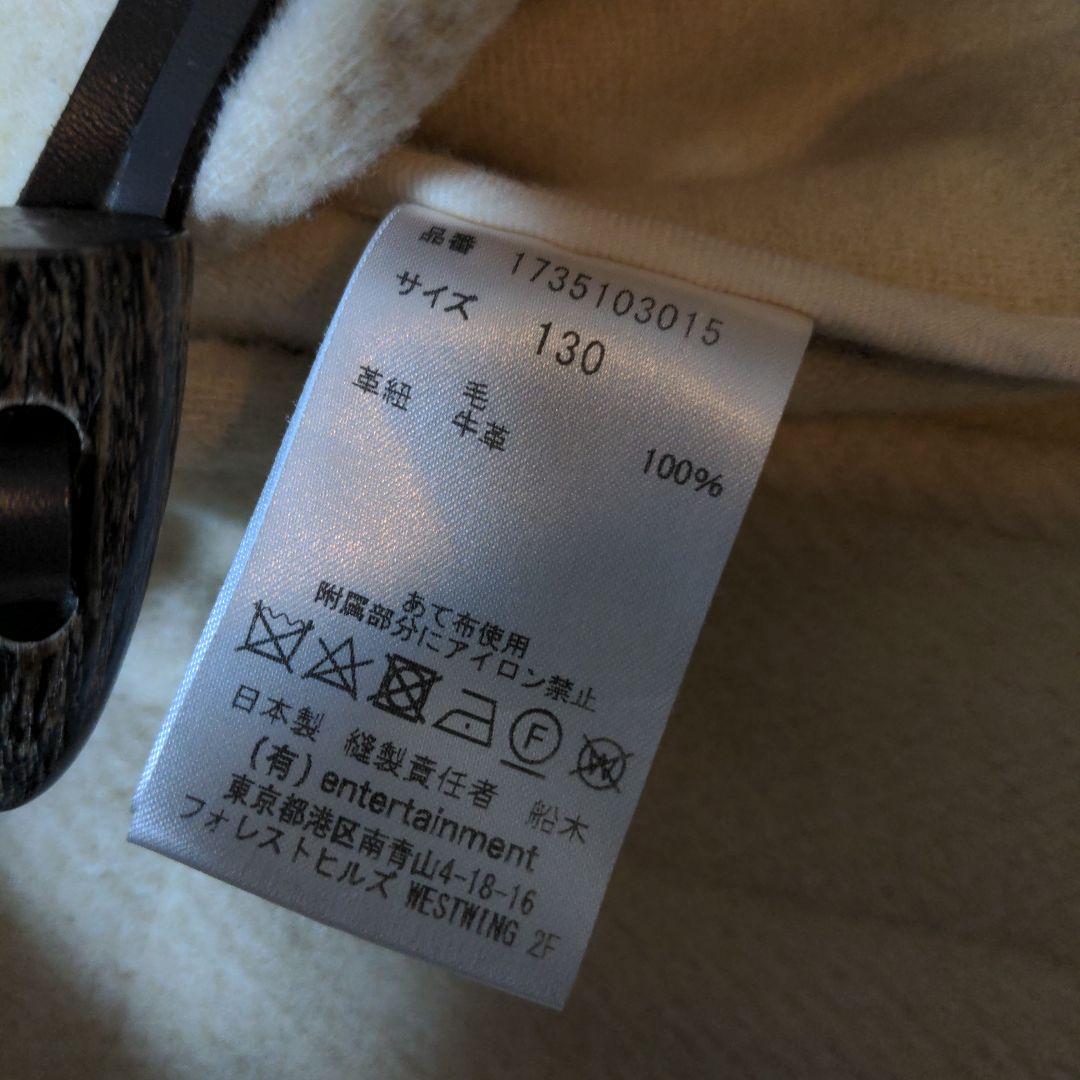 品番 1735103015
サイズ 130
毛 100%
革紐 牛革
あて布使用
附属部分にアイロン禁止
F W
日本製 縫製責任者 船木
(有) entertainment
東京都港区南青山4-18-16
フォレストヒルズ WESTWING 2F